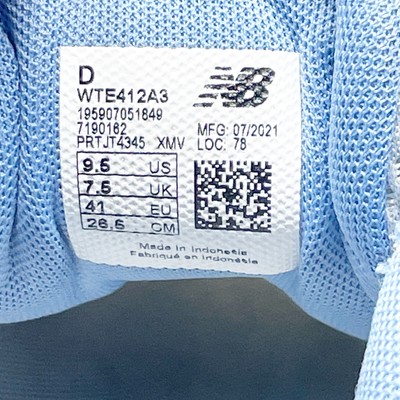 D
WTE412A3
195907051849
7190162 MFG: 07/2021
PRTJT4345 XMV LOC: 78
9.5 US
7.5 UK
41 EU
26.5 CM
Made in Indonesia
Fabriqué en Indonésie